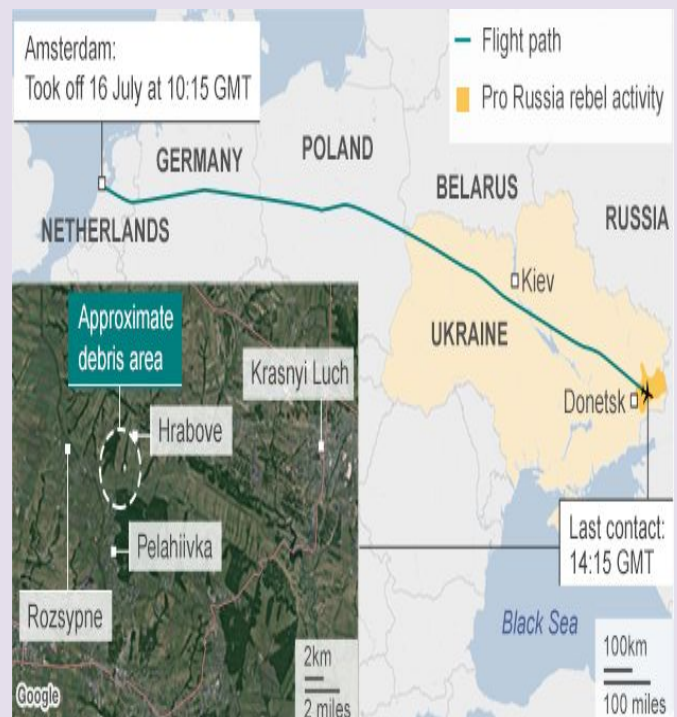 Amsterdam:
Took off 16 July at 10:15 GMT
Flight path
Pro Russia rebel activity
POLAND
GERMANY
BELARUS
RUSSIA
NETHERLANDS
Kiev
UKRAINE
Donetsk
Approximate
debris area
Krasnyi Luch
Hrabove
Pelahiivka
Rozsypne
2km
2 miles
Google
Last contact:
14:15 GMT
Black Sea
100km
100 miles